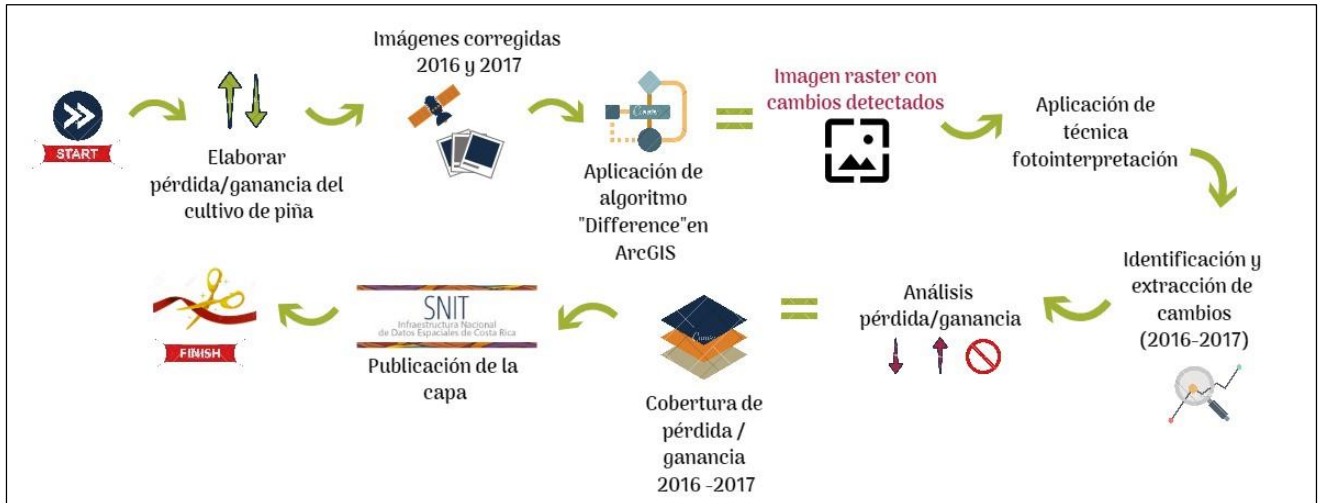 START
Elaborar
pérdida/ganancia del
cultivo de piña
Imágenes corregidas
2016 y 2017
Aplicación de
algoritmo
"Difference"en
ArcGIS
Imagen raster con
cambios detectados
Aplicación de
técnica
fotointerpretación
Identificación y
extracción de
cambios
(2016-2017)
Análisis
pérdida/ganancia
Cobertura de
pérdida /
ganancia
2016 -2017
SNIT
Infraestructura Nacional
de Datos Espaciales de Costa Rica
Publicación de la
capa
FINISH